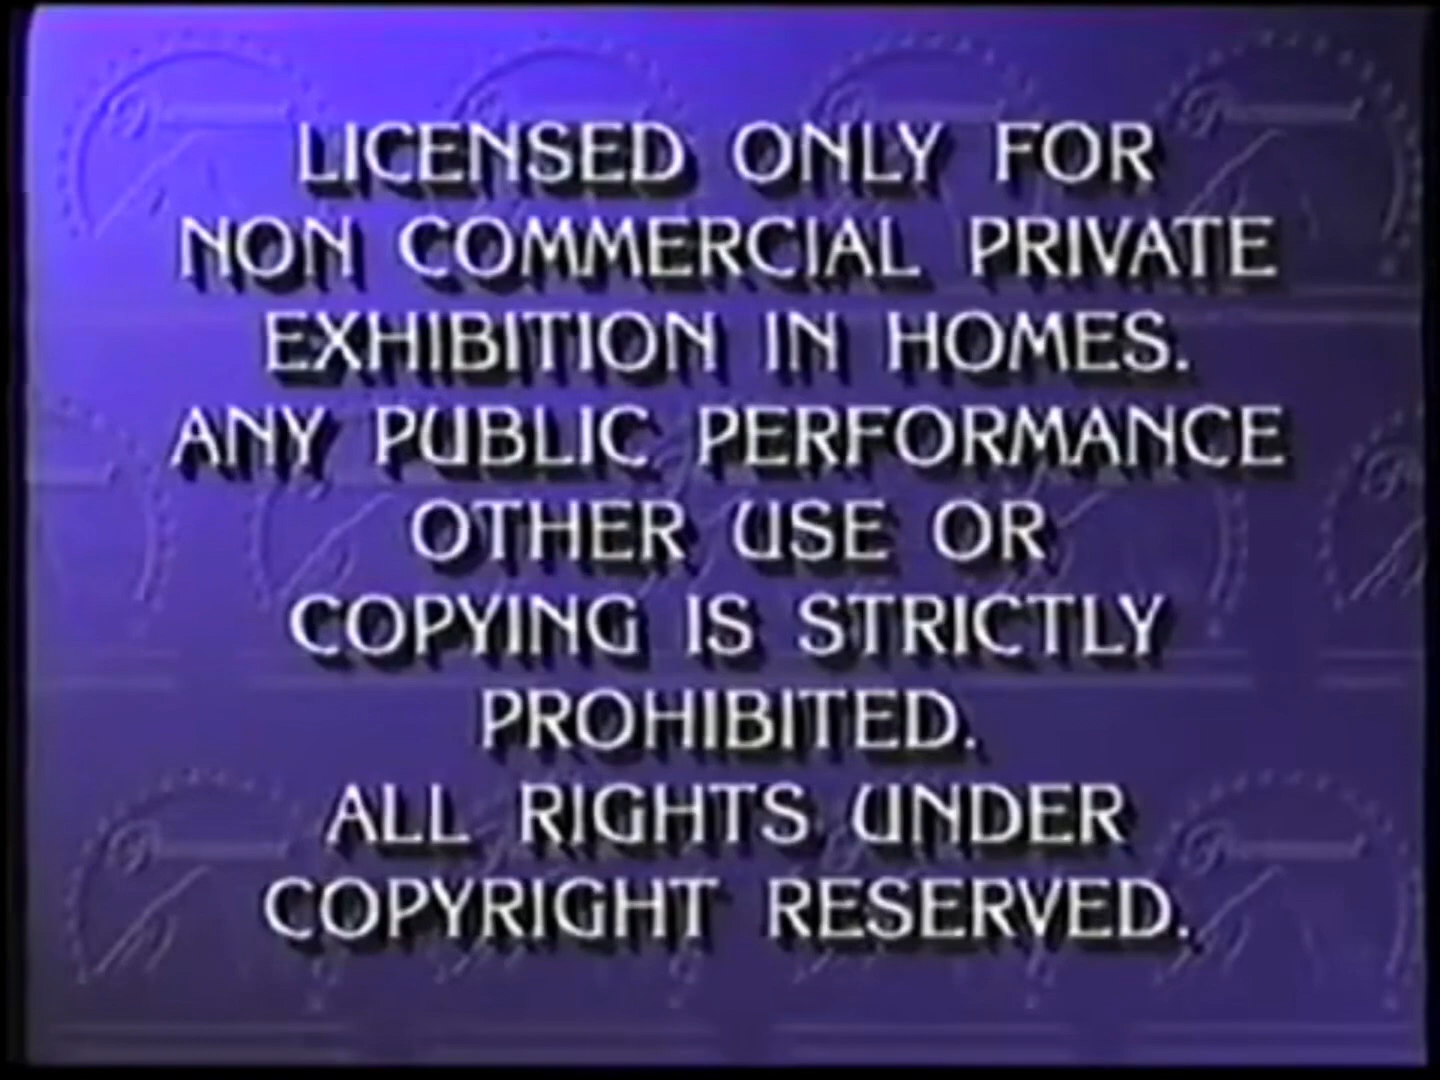 LICENSED ONLY FOR
NON COMMERCIAL PRIVATE
EXHIBITION IN HOMES.
ANY PUBLIC PERFORMANCE
OTHER USE OR
COPYING IS STRICTLY
PROHIBITED.
ALL RIGHTS UNDER
COPYRIGHT RESERVED.